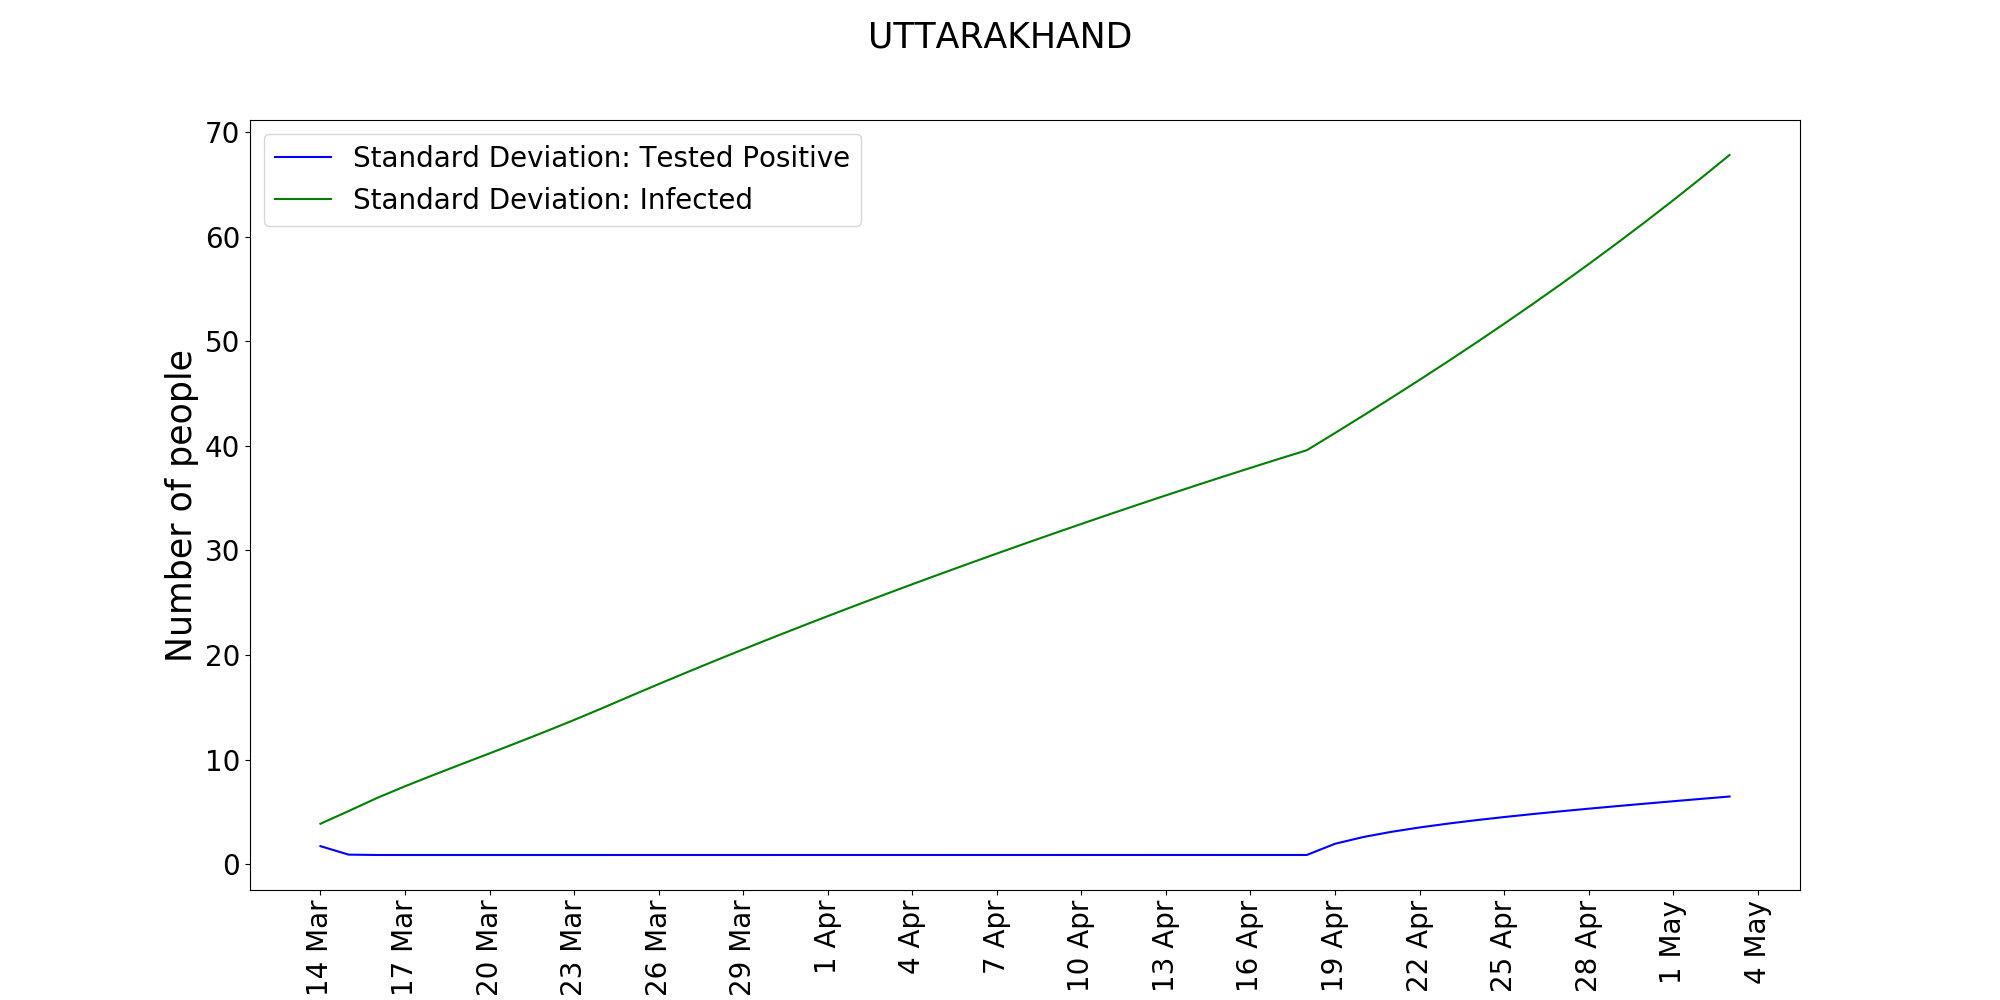 UTTARAKHAND
Standard Deviation: Tested Positive
Standard Deviation: Infected
Number of people
70
60
50
40
30
20
10
0
14 Mar
17 Mar
20 Mar
23 Mar
26 Mar
29 Mar
1 Apr
4 Apr
7 Apr
10 Apr
13 Apr
16 Apr
19 Apr
22 Apr
25 Apr
28 Apr
1 May
4 May